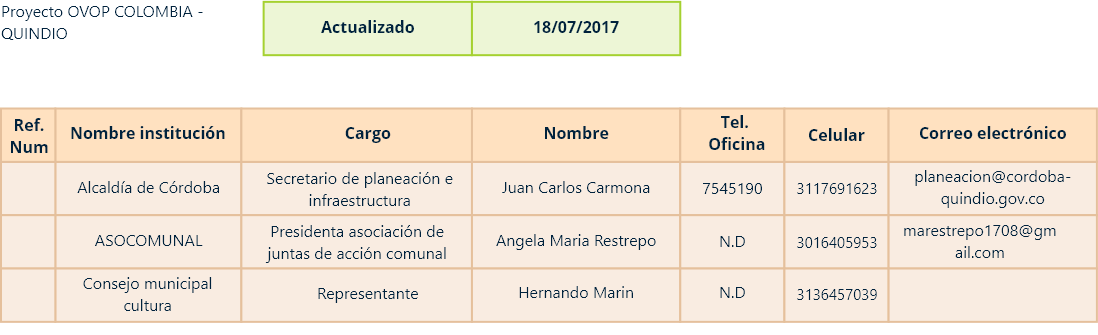 Proyecto OVOP COLOMBIA -
QUINDIO
Actualizado 18/07/2017
Ref. Num Nombre institución Cargo Nombre Tel. Oficina Celular Correo electrónico
Alcaldía de Córdoba
Secretario de planeación e
infraestructura
Juan Carlos Carmona
7545190
3117691623
planeacion@cordoba-
quindio.gov.co
ASOCOMUNAL
Presidenta asociación de
juntas de acción comunal
Angela Maria Restrepo
N.D
3016405953
marestrepo1708@gm
ail.com
Consejo municipal
cultura
Representante
Hernando Marin
N.D
3136457039